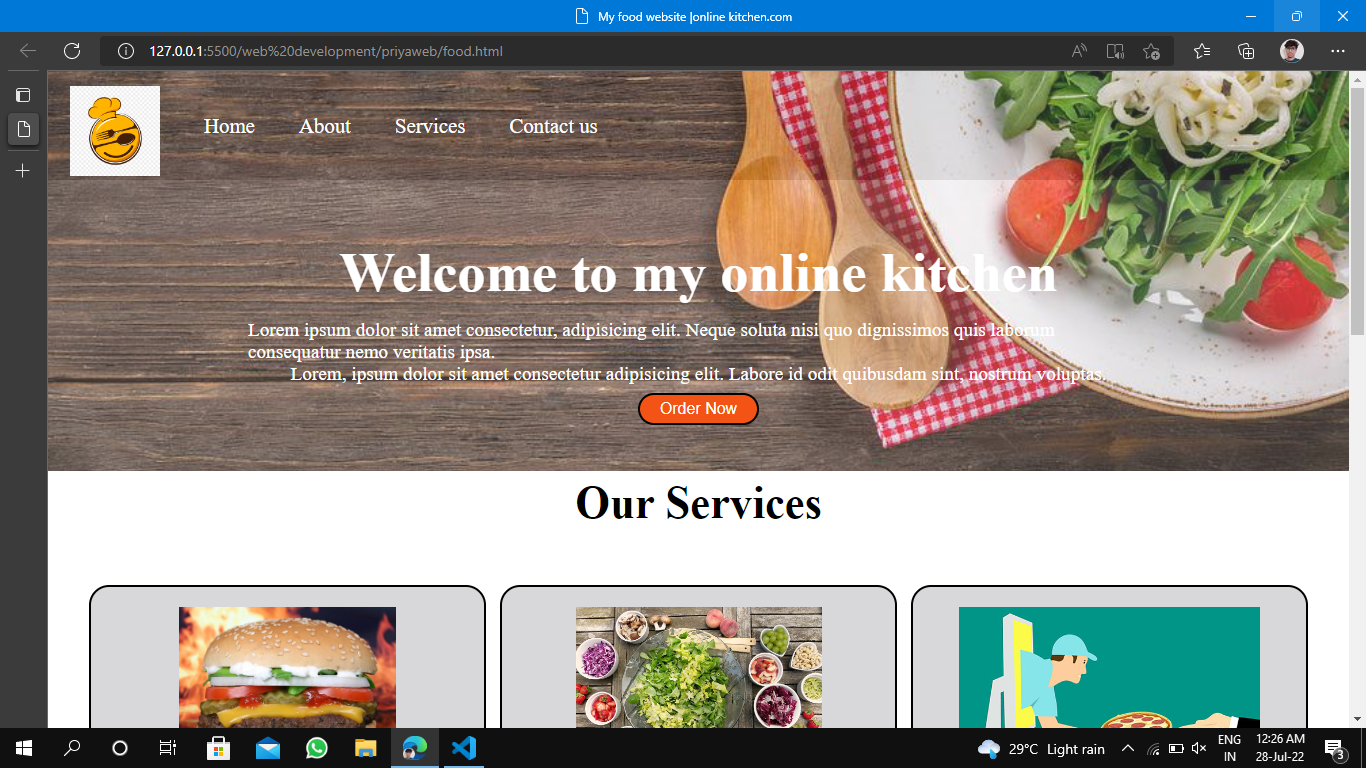 My food website |online kitchen.com
127.0.0.1:5500/web%20development/priyaweb/food.html
Home About Services Contact us
Welcome to my online kitchen
Lorem ipsum dolor sit amet consectetur, adipisicing elit. Neque soluta nisi quo dignissimos quis laborum
consequatur nemo veritatis ipsa.
Lorem, ipsum dolor sit amet consectetur adipisicing elit. Labore id odit quibusdam sint, nostrum voluptas.
Order Now
Our Services
29°C Light rain
ENG
IN
12:26 AM
28-Jul-22
3